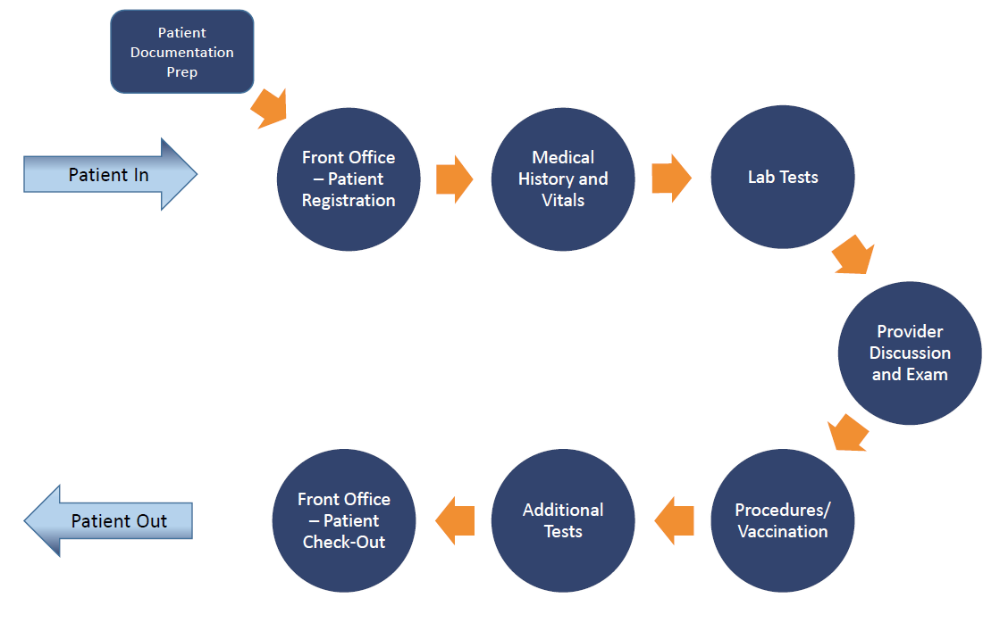 Patient
Documentation
Prep
Patient In
Front Office
– Patient
Registration
Medical
History and
Vitals
Lab Tests
Provider
Discussion
and Exam
Procedures/
Vaccination
Additional
Tests
Front Office
– Patient
Check-Out
Patient Out